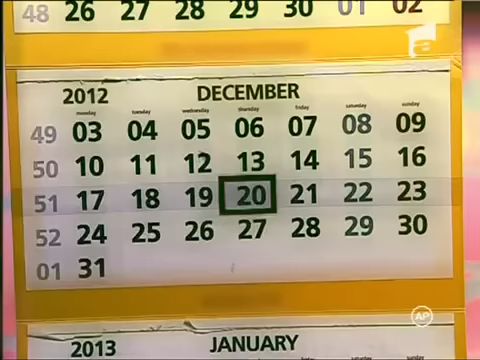 48 26 27 28 29 30 01 02
2012 DECEMBER
monday tuesday wednesday thursday friday saturday sunday
49 03 04 05 06 07 08 09
50 10 11 12 13 14 15 16
51 17 18 19 20 21 22 23
52 24 25 26 27 28 29 30
01 31
AP
2013 JANUARY